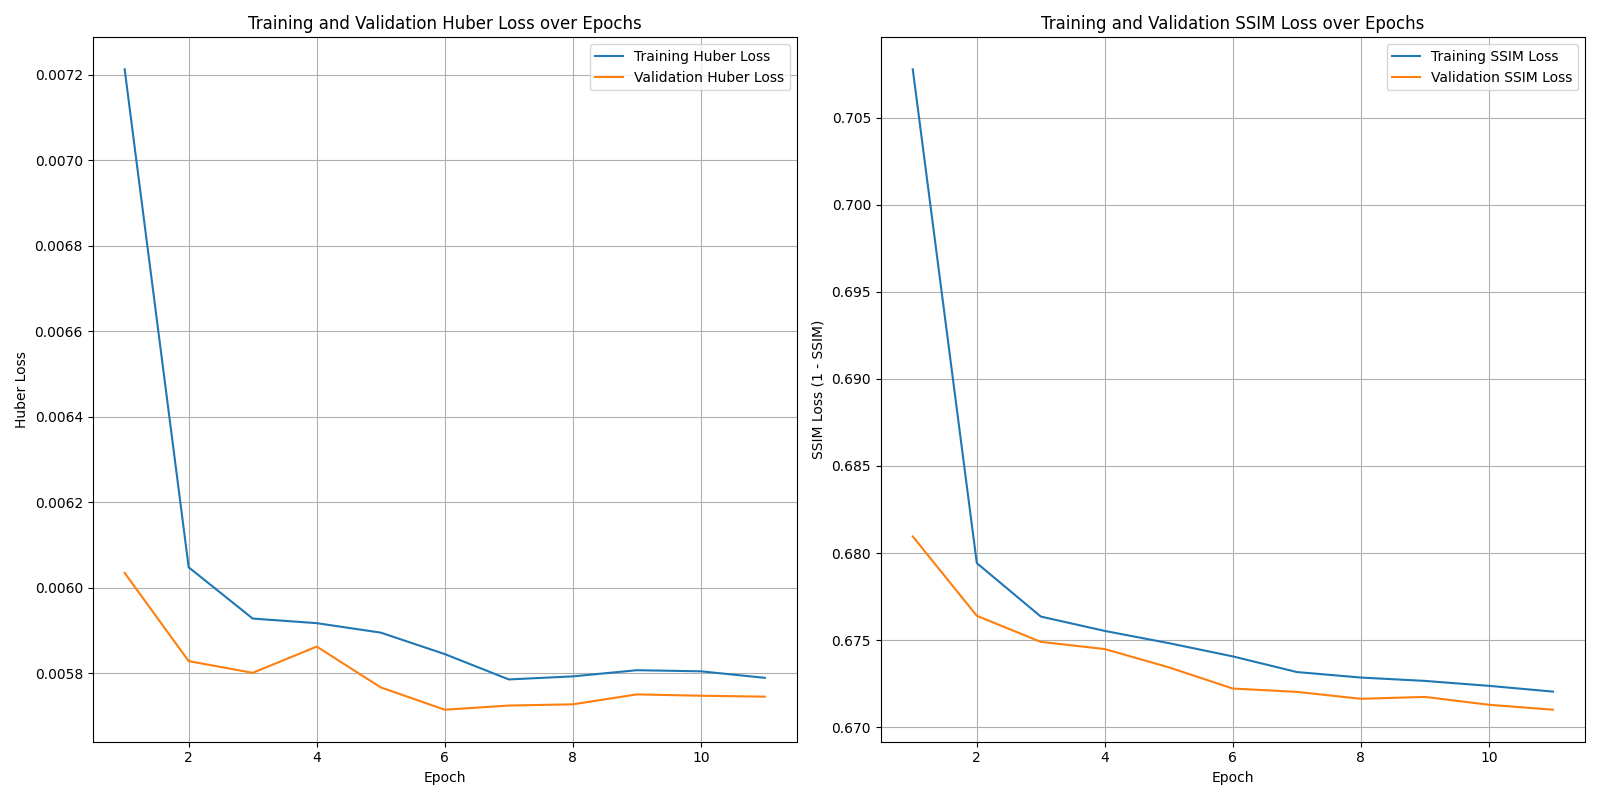 Training and Validation Huber Loss over Epochs
Training Huber Loss
Validation Huber Loss
0.0072
0.0070
0.0068
0.0066
0.0064
0.0062
0.0060
0.0058
Huber Loss
2 4 6 8 10
Epoch
Training and Validation SSIM Loss over Epochs
Training SSIM Loss
Validation SSIM Loss
0.705
0.700
0.695
0.690
0.685
0.680
0.675
0.670
SSIM Loss (1 - SSIM)
2 4 6 8 10
Epoch